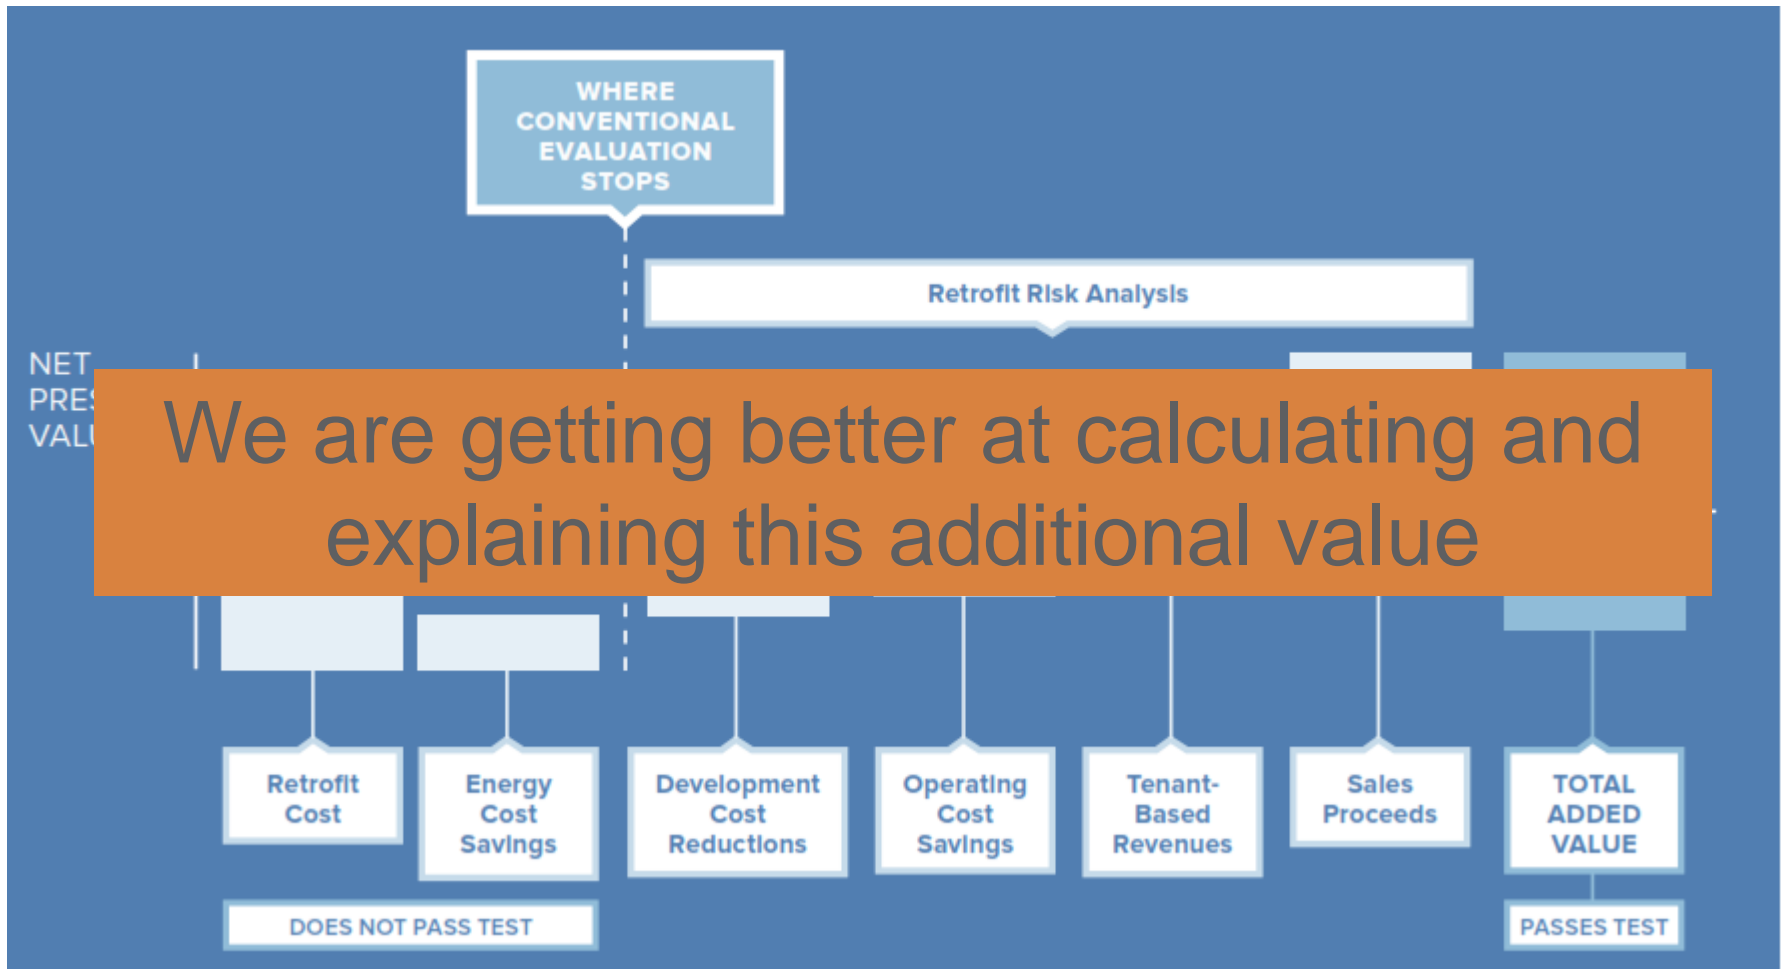 WHERE
CONVENTIONAL
EVALUATION
STOPS
Retrofit Risk Analysis
NET
We are getting better at calculating and
explaining this additional value
Retrofit
Cost
Energy
Cost
Savings
Development
Cost
Reductions
Operating
Cost
Savings
Tenant-
Based
Revenues
Sales
Proceeds
TOTAL
ADDED
VALUE
DOES NOT PASS TEST
PASSES TEST